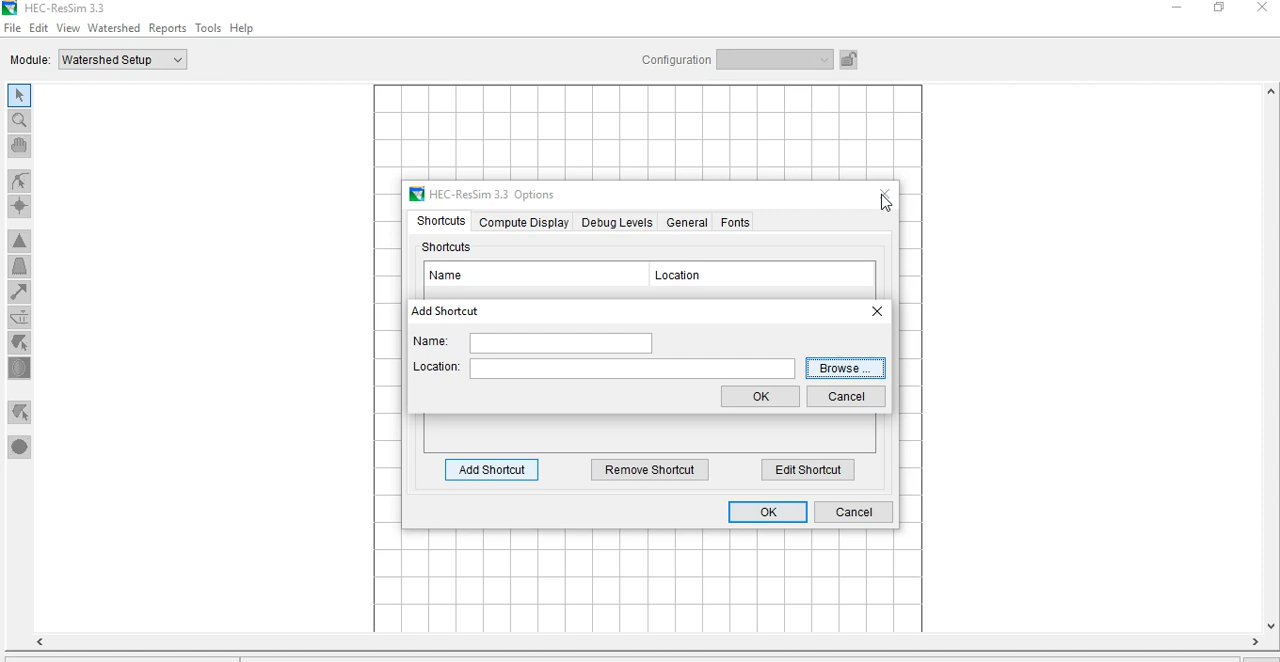 HEC-ResSim 3.3
File Edit View Watershed Reports Tools Help
Module: Watershed Setup Configuration
HEC-ResSim 3.3 Options
Shortcuts Compute Display Debug Levels General Fonts
Shortcuts
Name Location
Add Shortcut
Name:
Location: Browse ...
OK Cancel
Add Shortcut Remove Shortcut Edit Shortcut
OK Cancel